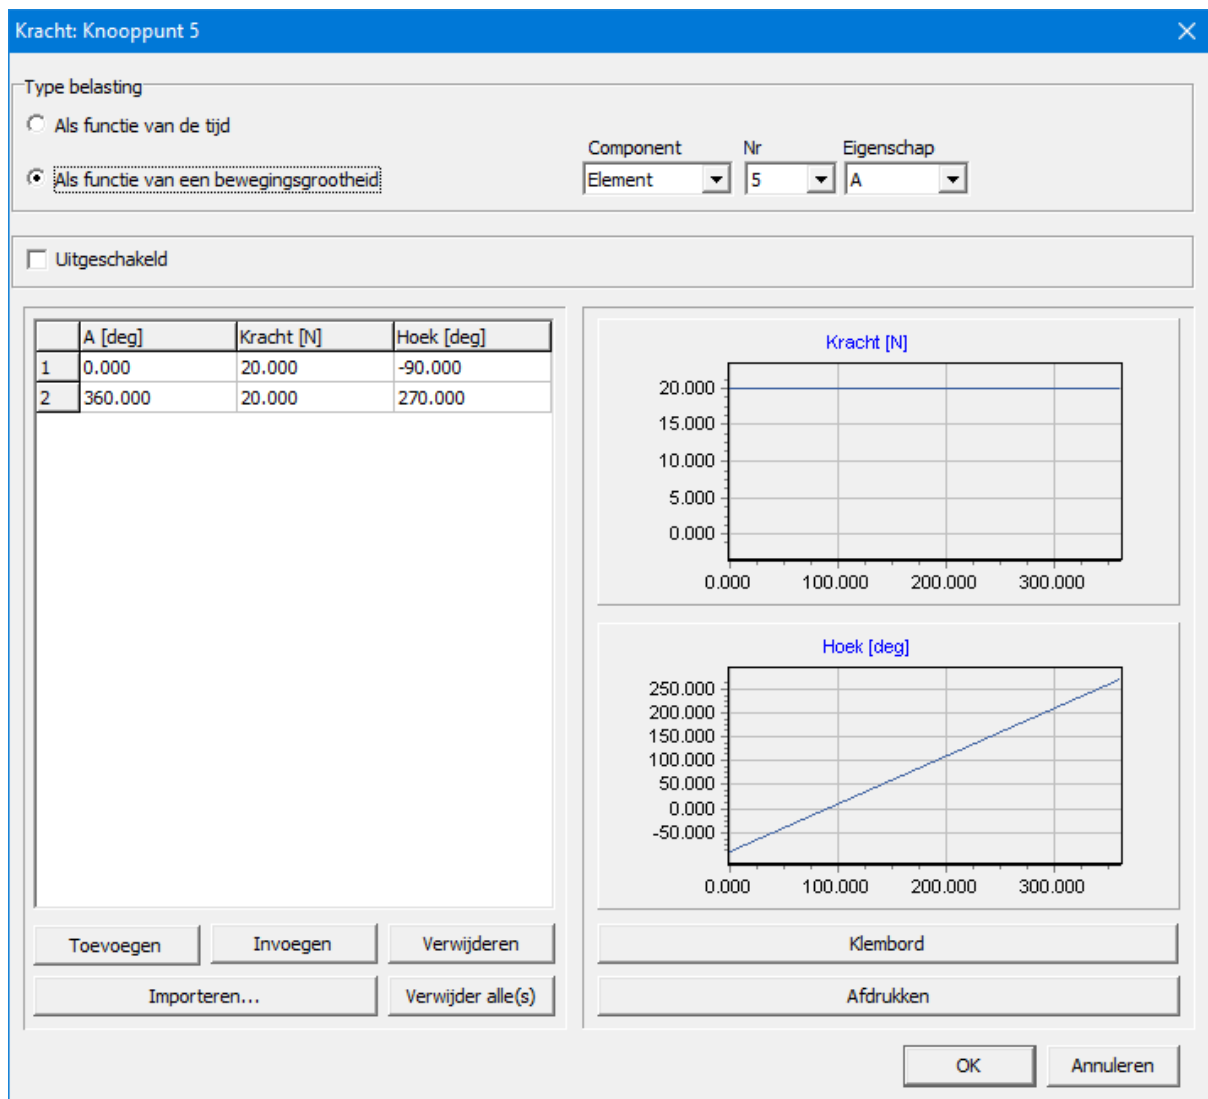 Kracht: Knooppunt 5
Type belasting
Als functie van de tijd
Component Nr Eigenschap
Als functie van een bewegingsgrootheid Element 5 A
Uitgeschakeld
A [deg] Kracht [N] Hoek [deg]
1 0.000 20.000 -90.000
2 360.000 20.000 270.000
Kracht [N]
20.000
15.000
10.000
5.000
0.000
0.000 100.000 200.000 300.000
Hoek [deg]
250.000
200.000
150.000
100.000
50.000
0.000
-50.000
0.000 100.000 200.000 300.000
Toevoegen Invoegen Verwijderen Klembord
Importeren... Verwijder alle(s) Afdrukken
OK Annuleren